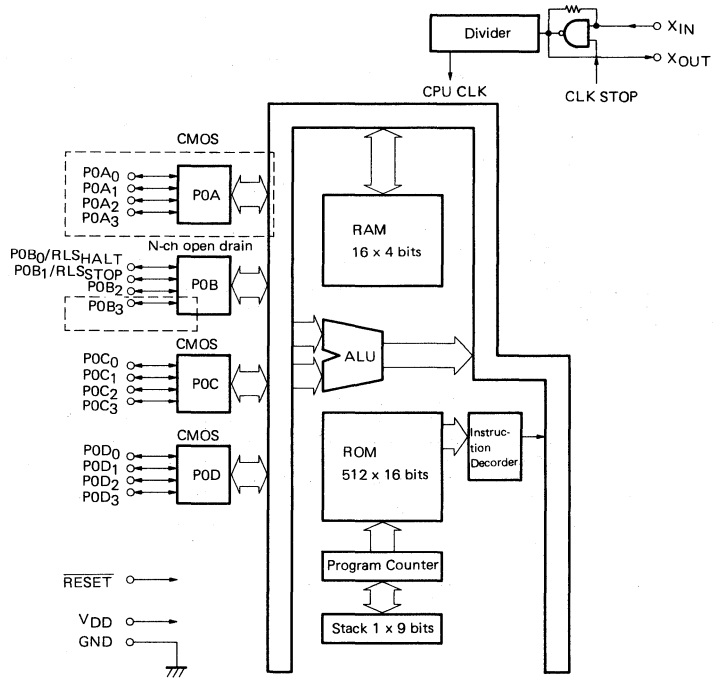 Divider
XIN
XOUT
CPU CLK
CLK STOP
CMOS
P0A0
P0A1
P0A2
P0A3
P0A
N-ch open drain
P0B0/RLSHALT
P0B1/RLSSTOP
P0B2
P0B3
P0B
CMOS
P0C0
P0C1
P0C2
P0C3
P0C
CMOS
P0D0
P0D1
P0D2
P0D3
P0D
RAM
16 x 4 bits
ALU
ROM
512 x 16 bits
Instruc-
tion
Decorder
Program Counter
Stack 1 x 9 bits
RESET
VDD
GND